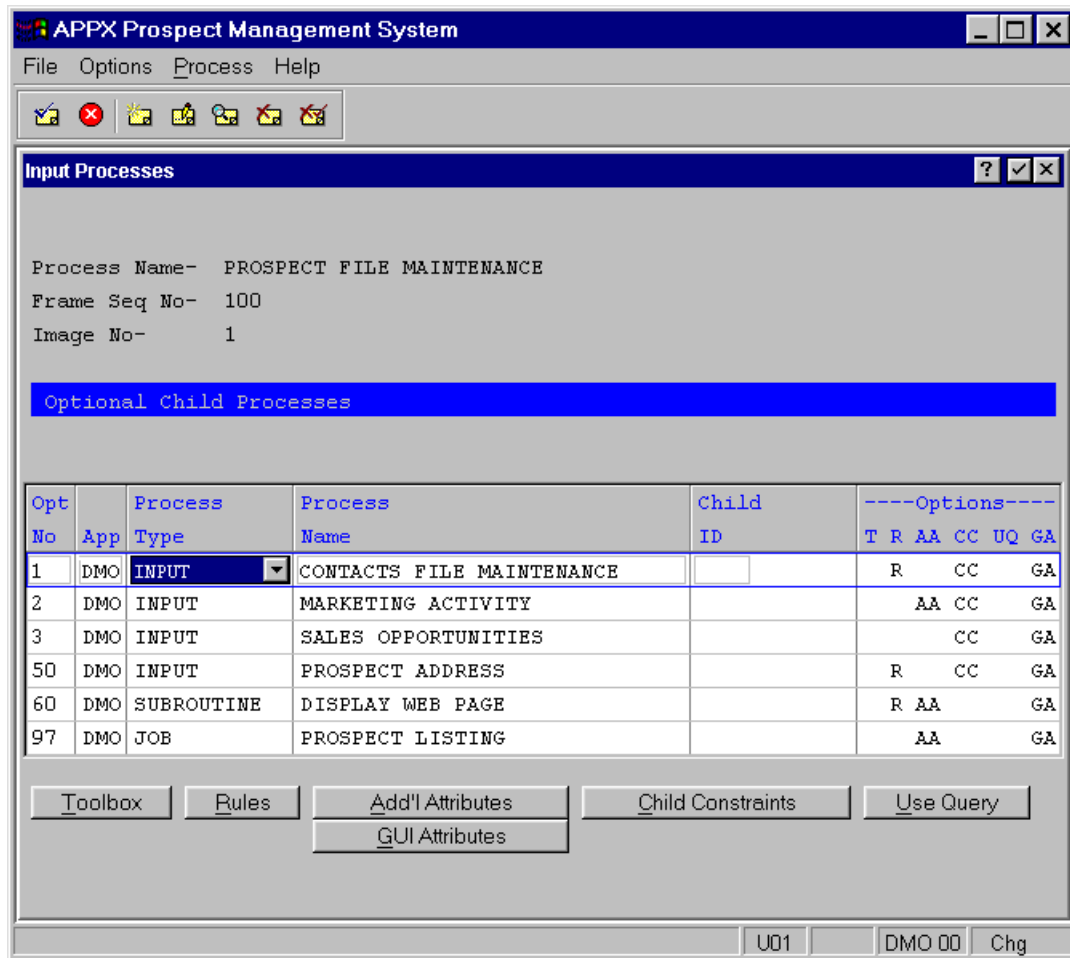 APPX Prospect Management System
File Options Process Help
Input Processes
Process Name- PROSPECT FILE MAINTENANCE
Frame Seq No- 100
Image No- 1
Optional Child Processes
Opt Process Process Child ----Options----
No App Type Name ID T R AA CC UQ GA
1 DMO INPUT CONTACTS FILE MAINTENANCE R CC GA
2 DMO INPUT MARKETING ACTIVITY AA CC GA
3 DMO INPUT SALES OPPORTUNITIES CC GA
50 DMO INPUT PROSPECT ADDRESS R CC GA
60 DMO SUBROUTINE DISPLAY WEB PAGE R AA GA
97 DMO JOB PROSPECT LISTING AA GA
Toolbox Rules Add'l Attributes Child Constraints Use Query
GUI Attributes
U01 DMO 00 Chg